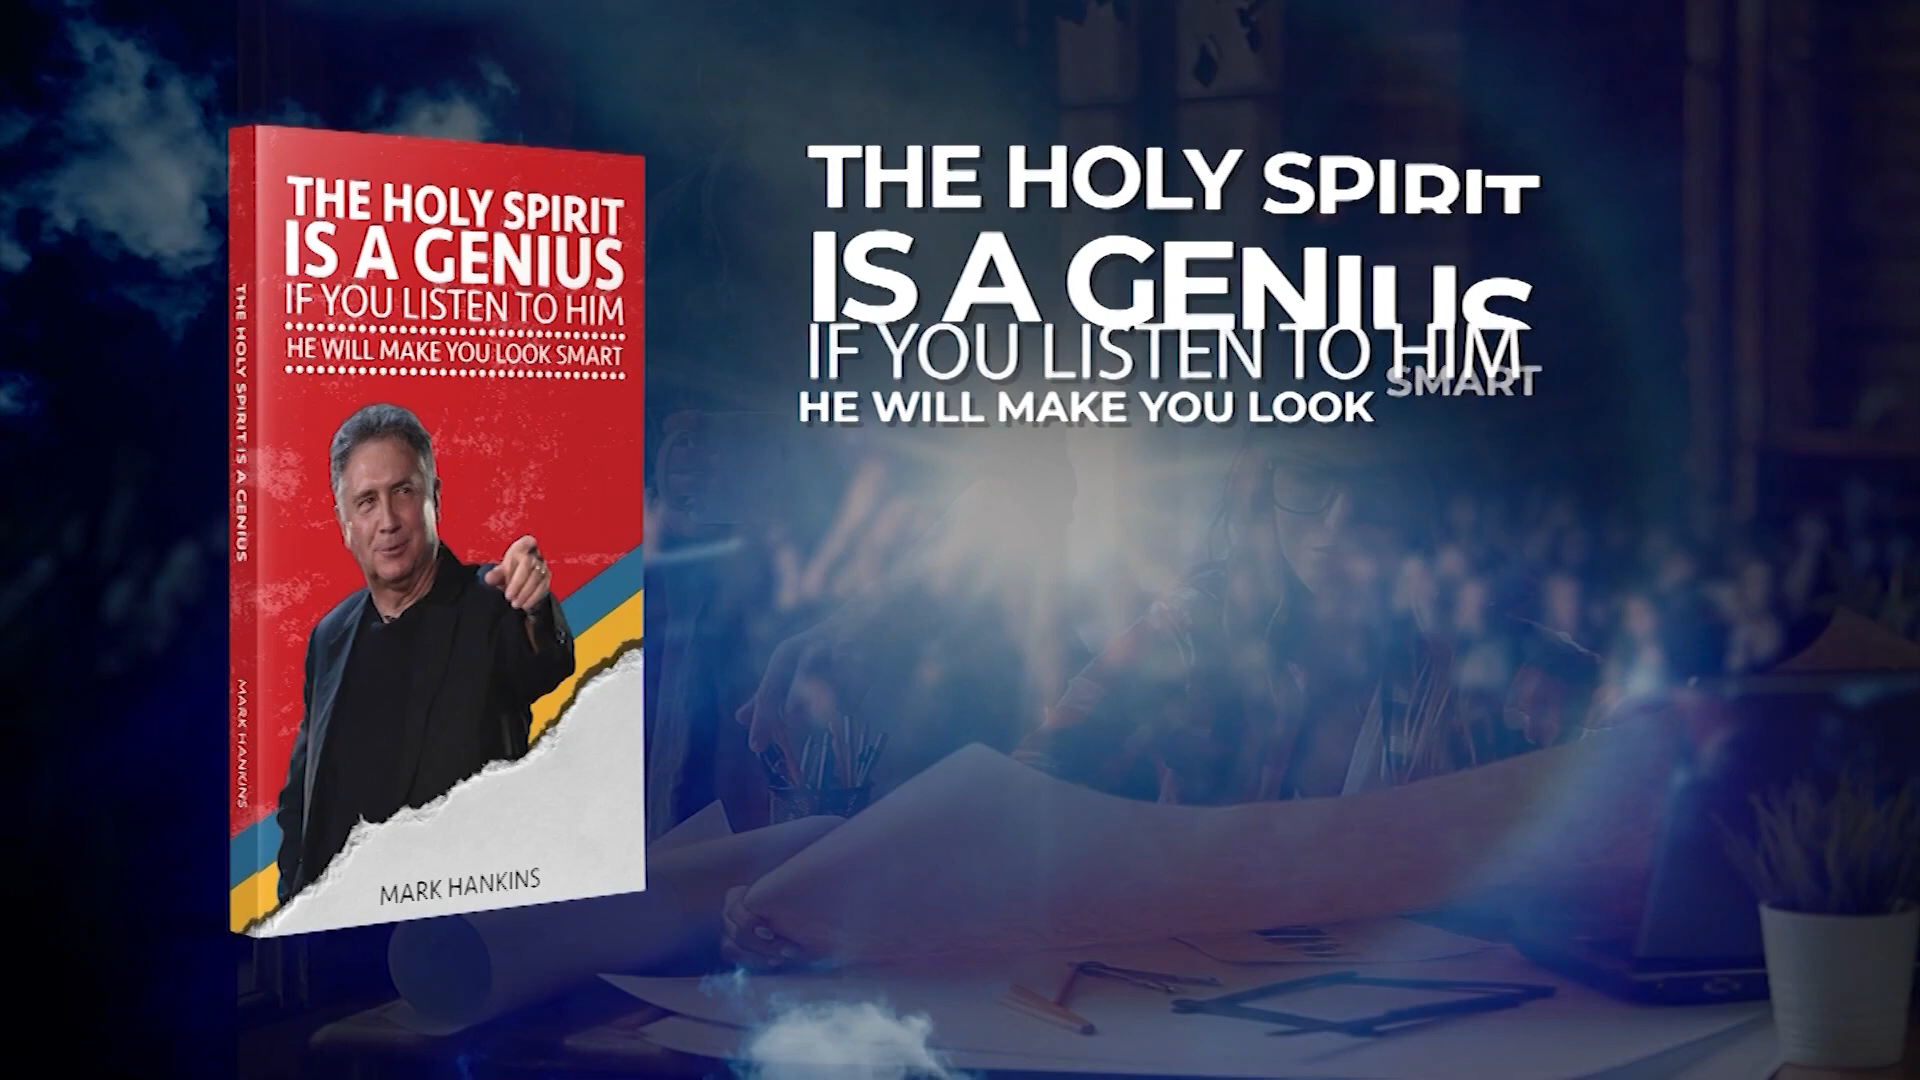 THE HOLY SPIRIT
IS A GENIUS
IF YOU LISTEN TO HIM
HE WILL MAKE YOU LOOK SMART
MARK HANKINS
THE HOLY SPIRIT IS A GENIUS
MARK HANKINS
THE HOLY SPIRIT
IS A GENIUS
IF YOU LISTEN TO HIM
HE WILL MAKE YOU LOOK SMART